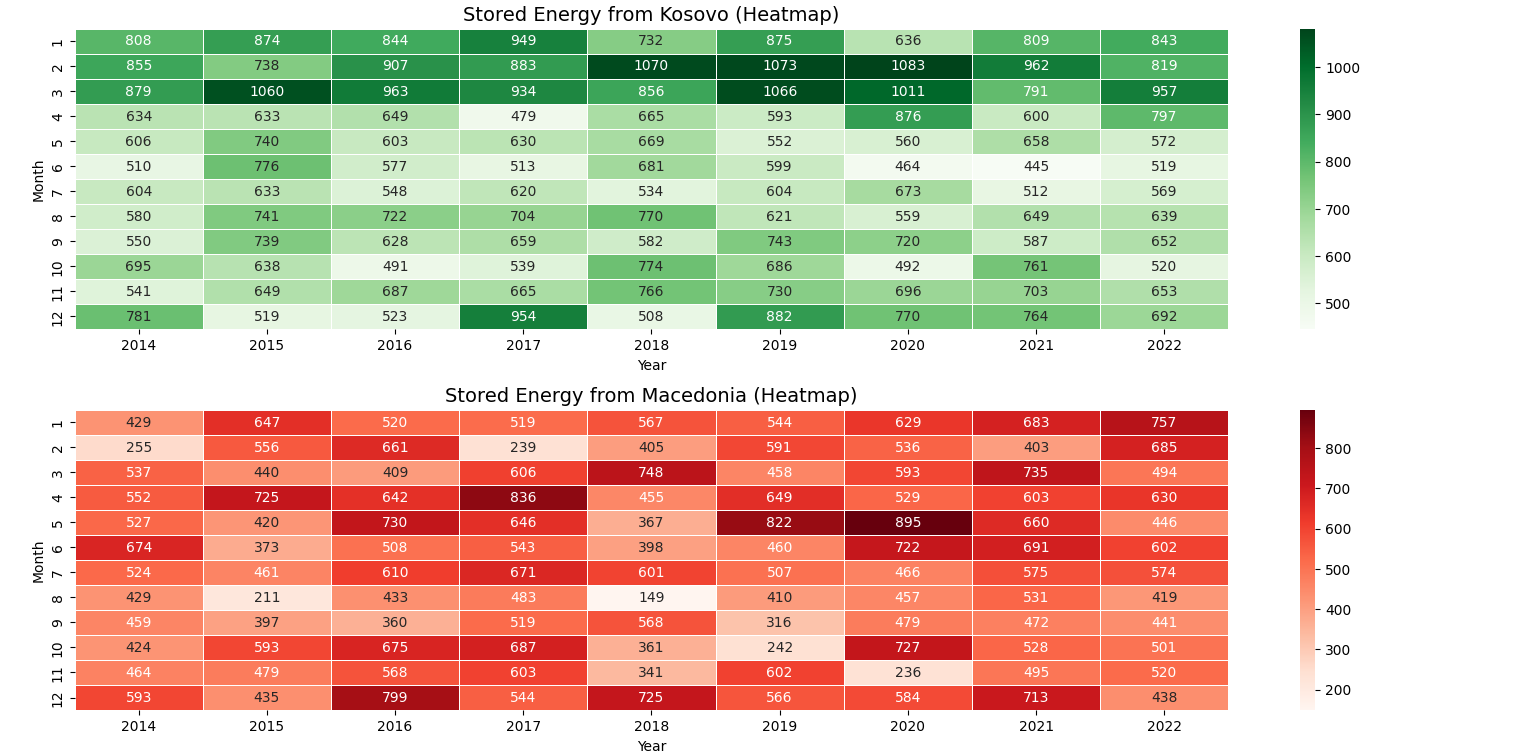 Stored Energy from Kosovo (Heatmap)
1 808 874 844 949 732 875 636 809 843
2 855 738 907 883 1070 1073 1083 962 819
3 879 1060 963 934 856 1066 1011 791 957
4 634 633 649 479 665 593 876 600 797
5 606 740 603 630 669 552 560 658 572
6 510 776 577 513 681 599 464 445 519
7 604 633 548 620 534 604 673 512 569
8 580 741 722 704 770 621 559 649 639
9 550 739 628 659 582 743 720 587 652
10 695 638 491 539 774 686 492 761 520
11 541 649 687 665 766 730 696 703 653
12 781 519 523 954 508 882 770 764 692
2014 2015 2016 2017 2018 2019 2020 2021 2022
Year
Month
1000
900
800
700
600
500
Stored Energy from Macedonia (Heatmap)
1 429 647 520 519 567 544 629 683 757
2 255 556 661 239 405 591 536 403 685
3 537 440 409 606 748 458 593 735 494
4 552 725 642 836 455 649 529 603 630
5 527 420 730 646 367 822 895 660 446
6 674 373 508 543 398 460 722 691 602
7 524 461 610 671 601 507 466 575 574
8 429 211 433 483 149 410 457 531 419
9 459 397 360 519 568 316 479 472 441
10 424 593 675 687 361 242 727 528 501
11 464 479 568 603 341 602 236 495 520
12 593 435 799 544 725 566 584 713 438
2014 2015 2016 2017 2018 2019 2020 2021 2022
Year
Month
800
700
600
500
400
300
200